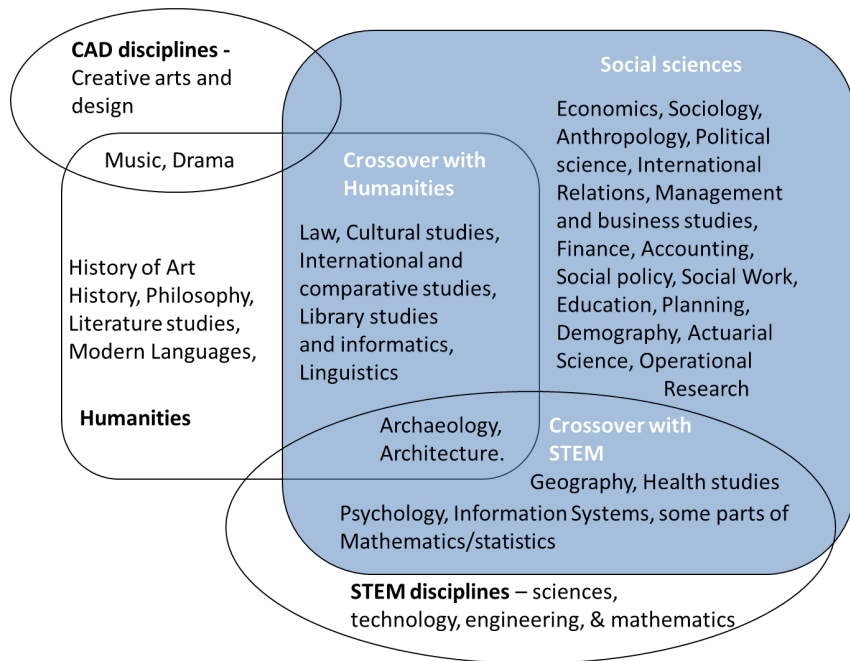 CAD disciplines -
Creative arts and
design
Music, Drama
History of Art
History, Philosophy,
Literature studies,
Modern Languages,
Humanities
Crossover with
Humanities
Law, Cultural studies,
International and
comparative studies,
Library studies
and informatics,
Linguistics
Social sciences
Economics, Sociology,
Anthropology, Political
science, International
Relations, Management
and business studies,
Finance, Accounting,
Social policy, Social Work,
Education, Planning,
Demography, Actuarial
Science, Operational
Research
Archaeology,
Architecture.
Crossover with
STEM
Geography, Health studies
Psychology, Information Systems, some parts of
Mathematics/statistics
STEM disciplines – sciences,
technology, engineering, & mathematics